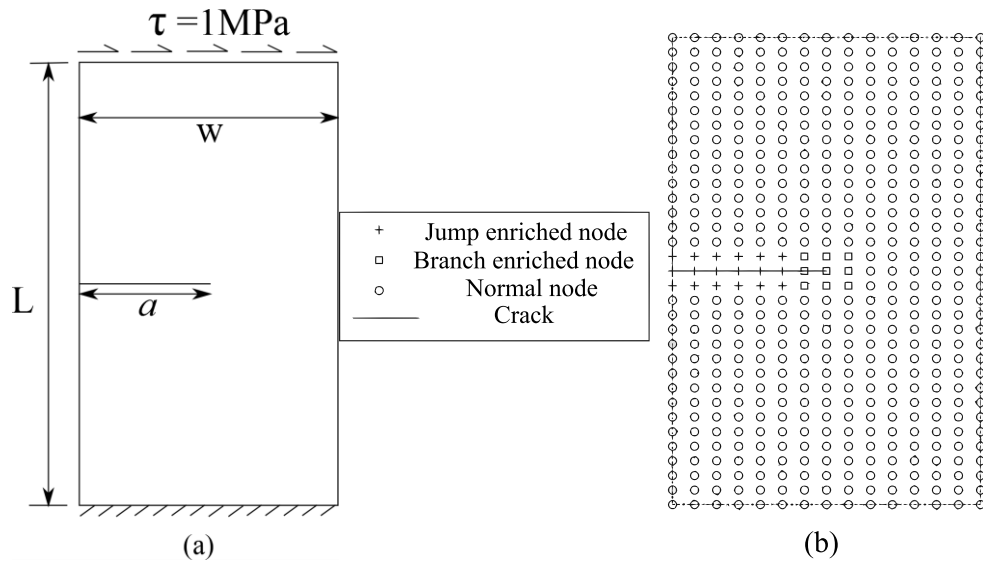 τ =1MPa
w
L
a
Jump enriched node
Branch enriched node
Normal node
Crack
(a)
(b)